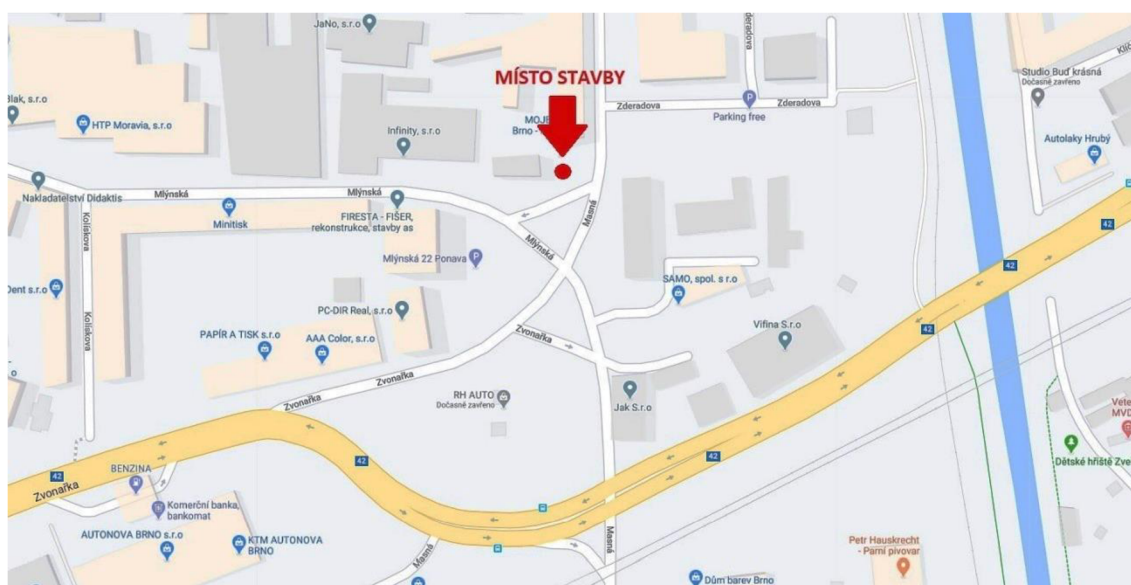 JaNo, s.r.o
Zderadova
MÍSTO STAVBY
Studio Buď krásná
Dočasně zavřeno
Blak, s.r.o
HTP Moravia, s.r.o
Infinity, s.r.o
Zderadova
Zderadova
Parking free
Autolaky Hrubý
Nakladatelství Didaktis
Mlýnská
Mlýnská
Minitisk
FIRESTA - FIŠER,
rekonstrukce, stavby as
Masná
Mlýnská
Koliskova
Koliskova
Mlýnská 22 Ponava
42
42
42
SAMO, spol. s r.o
Dent s.r.o
PC-DIR Real, s.r.o
PAPÍR A TISK s.r.o
AAA Color, s.r.o
Zvonařka
Vifina S.r.o
Zvonařka
RH AUTO
Dočasně zavřeno
Jak S.r.o
42
42
42
BENZINA
Zvonařka
Komerční banka,
bankomat
Dětské hřiště Zve
AUTONOVA BRNO s.r.o
KTM AUTONOVA
BRNO
Masná
Masná
Petr Hauskrecht
- Parní pivovar
Dům barev Brno